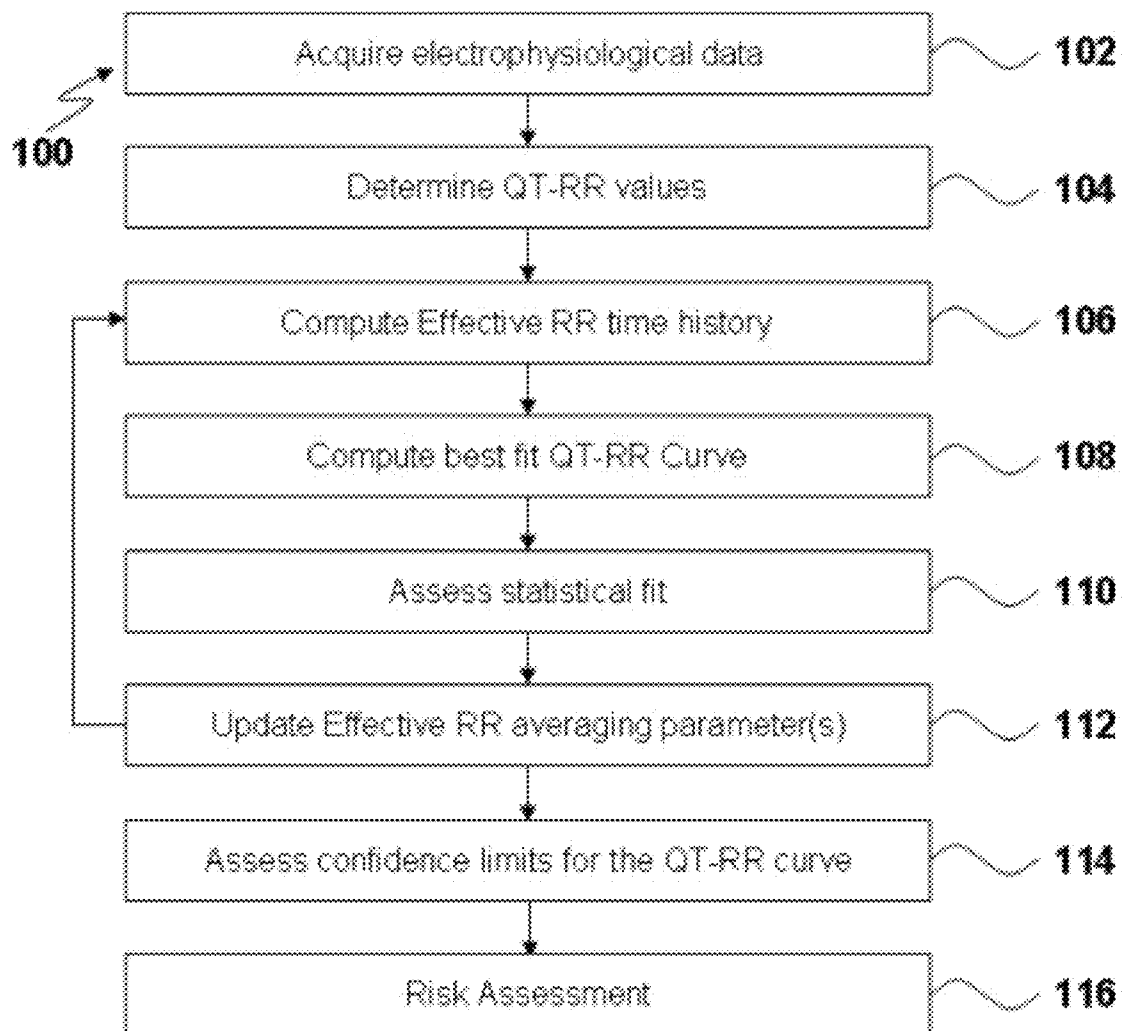 Acquire electrophysiological data
102
100
Determine QT-RR values
104
Compute Effective RR time history
106
Compute best fit QT-RR Curve
108
Assess statistical fit
110
Update Effective RR averaging parameter(s)
112
Assess confidence limits for the QT-RR curve
114
Risk Assessment
116